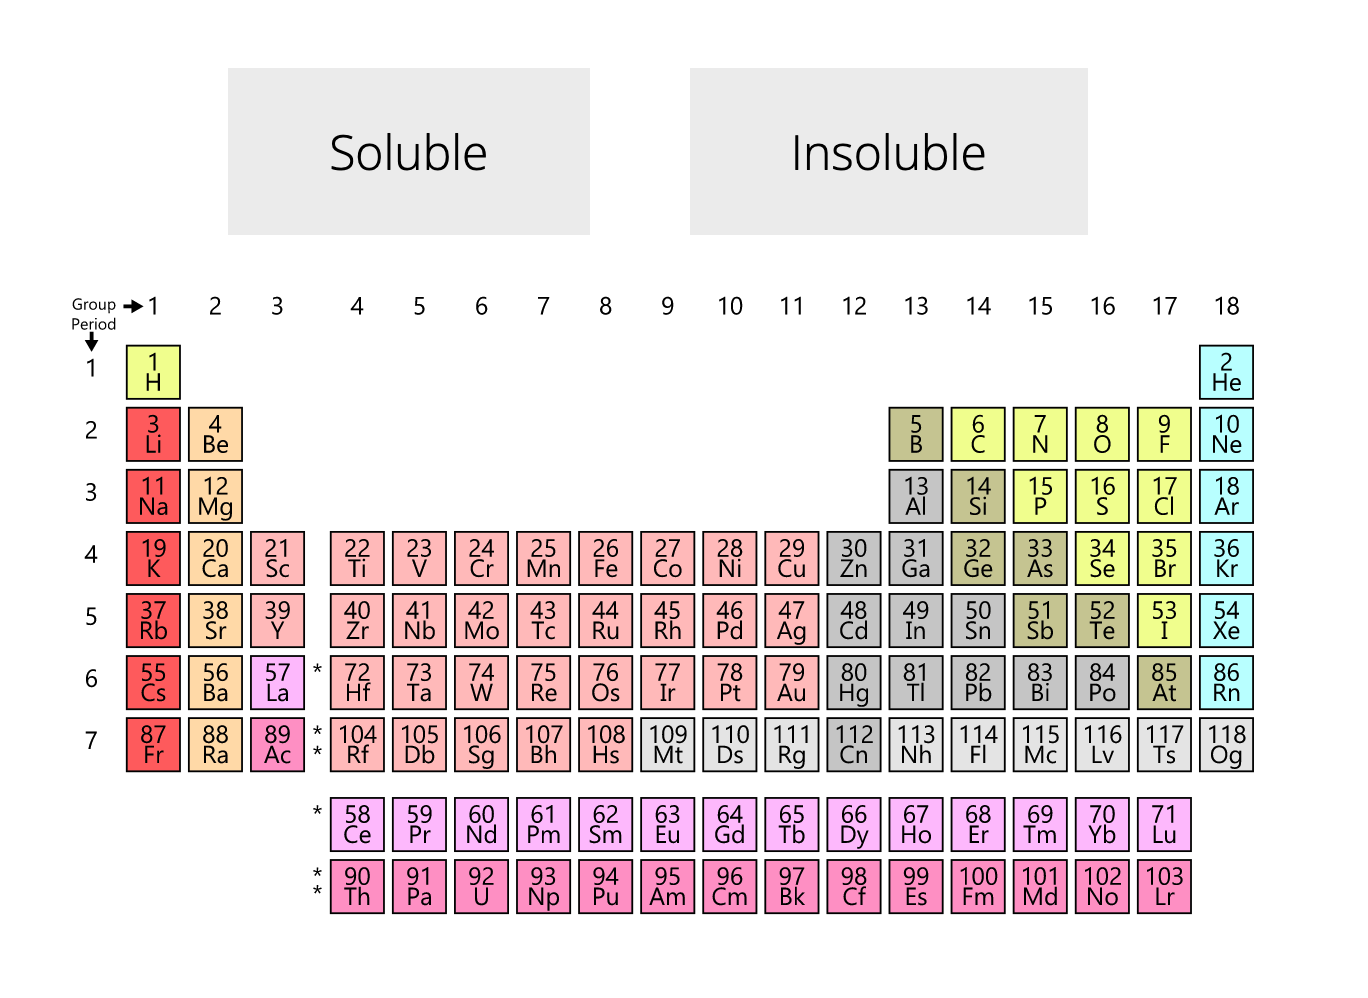 Soluble
Insoluble
Group 1 2 3 4 5 6 7 8 9 10 11 12 13 14 15 16 17 18
Period
1 1 2
H He
2 3 4 5 6 7 8 9 10
Li Be B C N O F Ne
3 11 12 13 14 15 16 17 18
Na Mg Al Si P S Cl Ar
4 19 20 21 22 23 24 25 26 27 28 29 30 31 32 33 34 35 36
K Ca Sc Ti V Cr Mn Fe Co Ni Cu Zn Ga Ge As Se Br Kr
5 37 38 39 40 41 42 43 44 45 46 47 48 49 50 51 52 53 54
Rb Sr Y Zr Nb Mo Tc Ru Rh Pd Ag Cd In Sn Sb Te I Xe
6 55 56 57 * 72 73 74 75 76 77 78 79 80 81 82 83 84 85 86
Cs Ba La Hf Ta W Re Os Ir Pt Au Hg Tl Pb Bi Po At Rn
7 87 88 89 * 104 105 106 107 108 109 110 111 112 113 114 115 116 117 118
Fr Ra Ac * Rf Db Sg Bh Hs Mt Ds Rg Cn Nh Fl Mc Lv Ts Og
* 58 59 60 61 62 63 64 65 66 67 68 69 70 71
Ce Pr Nd Pm Sm Eu Gd Tb Dy Ho Er Tm Yb Lu
* 90 91 92 93 94 95 96 97 98 99 100 101 102 103
* Th Pa U Np Pu Am Cm Bk Cf Es Fm Md No Lr